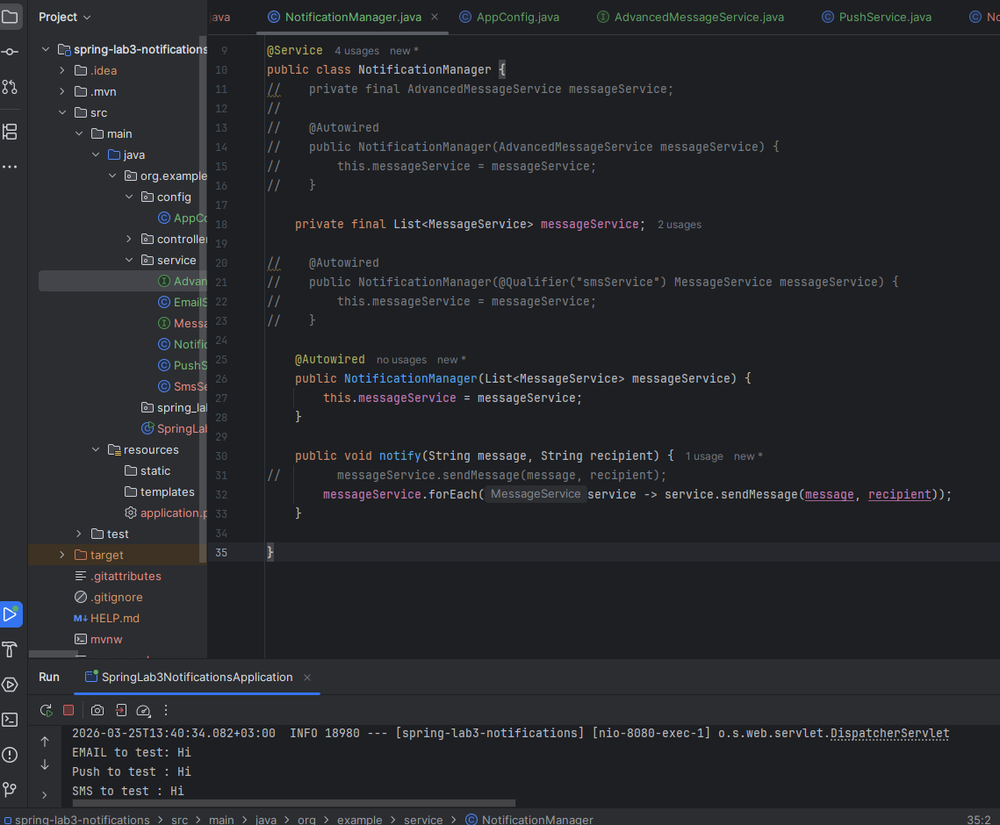 Project
ava
NotificationManager.java
AppConfig.java
AdvancedMessageService.java
PushService.java
No
spring-lab3-notifications
.idea
.mvn
src
main
java
org.example
config
AppCo
controller
service
Advan
EmailS
Messa
Notific
PushS
SmsSe
spring_la
SpringLa
resources
static
templates
application.p
test
target
.gitattributes
.gitignore
M↓ HELP.md
mvnw
9 @Service 4 usages new *
10 public class NotificationManager {
11 // private final AdvancedMessageService messageService;
12 //
13 // @Autowired
14 // public NotificationManager(AdvancedMessageService messageService) {
15 // this.messageService = messageService;
16 // }
17
18 private final List<MessageService> messageService; 2 usages
19
20 // @Autowired
21 // public NotificationManager(@Qualifier("smsService") MessageService messageService) {
22 // this.messageService = messageService;
23 // }
24
25 @Autowired no usages new *
26 public NotificationManager(List<MessageService> messageService) {
27 this.messageService = messageService;
28 }
29
30 public void notify(String message, String recipient) { 1 usage new *
31 // messageService.sendMessage(message, recipient);
32 messageService.forEach( MessageService service -> service.sendMessage(message, recipient));
33 }
34
35 }
Run
SpringLab3NotificationsApplication
2026-03-25T13:40:34.082+03:00 INFO 18980 --- [spring-lab3-notifications] [nio-8080-exec-1] o.s.web.servlet.DispatcherServlet
EMAIL to test: Hi
Push to test : Hi
SMS to test : Hi
spring-lab3-notifications > src > main > java > org > example > service > NotificationManager
35:2